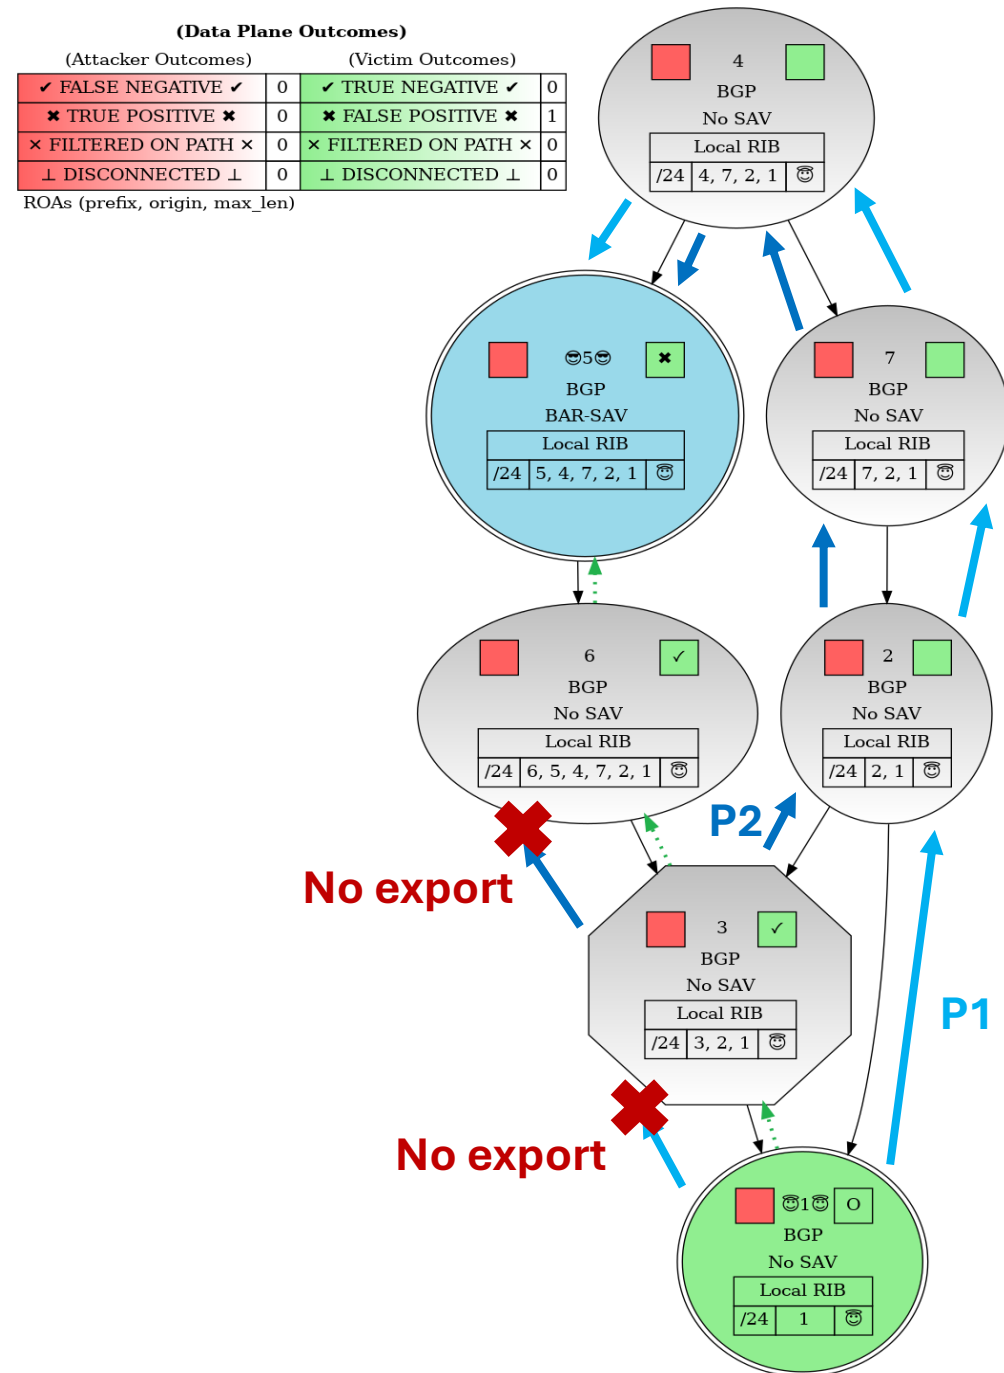 (Data Plane Outcomes)
(Attacker Outcomes) (Victim Outcomes)
✔ FALSE NEGATIVE ✔ 0 ✔ TRUE NEGATIVE ✔ 0
✖ TRUE POSITIVE ✖ 0 ✖ FALSE POSITIVE ✖ 1
✕ FILTERED ON PATH ✕ 0 ✕ FILTERED ON PATH ✕ 0
⊥ DISCONNECTED ⊥ 0 ⊥ DISCONNECTED ⊥ 0
ROAs (prefix, origin, max_len)
4
BGP
No SAV
Local RIB
/24 4, 7, 2, 1 😇
😎5😎 ✖
BGP
BAR-SAV
Local RIB
/24 5, 4, 7, 2, 1 😇
7
BGP
No SAV
Local RIB
/24 7, 2, 1 😇
6 ✓
BGP
No SAV
Local RIB
/24 6, 5, 4, 7, 2, 1 😇
2
BGP
No SAV
Local RIB
/24 2, 1 😇
P2
No export
3 ✓
BGP
No SAV
Local RIB
/24 3, 2, 1 😇
P1
No export
😇1😇 O
BGP
No SAV
Local RIB
/24 1 😇